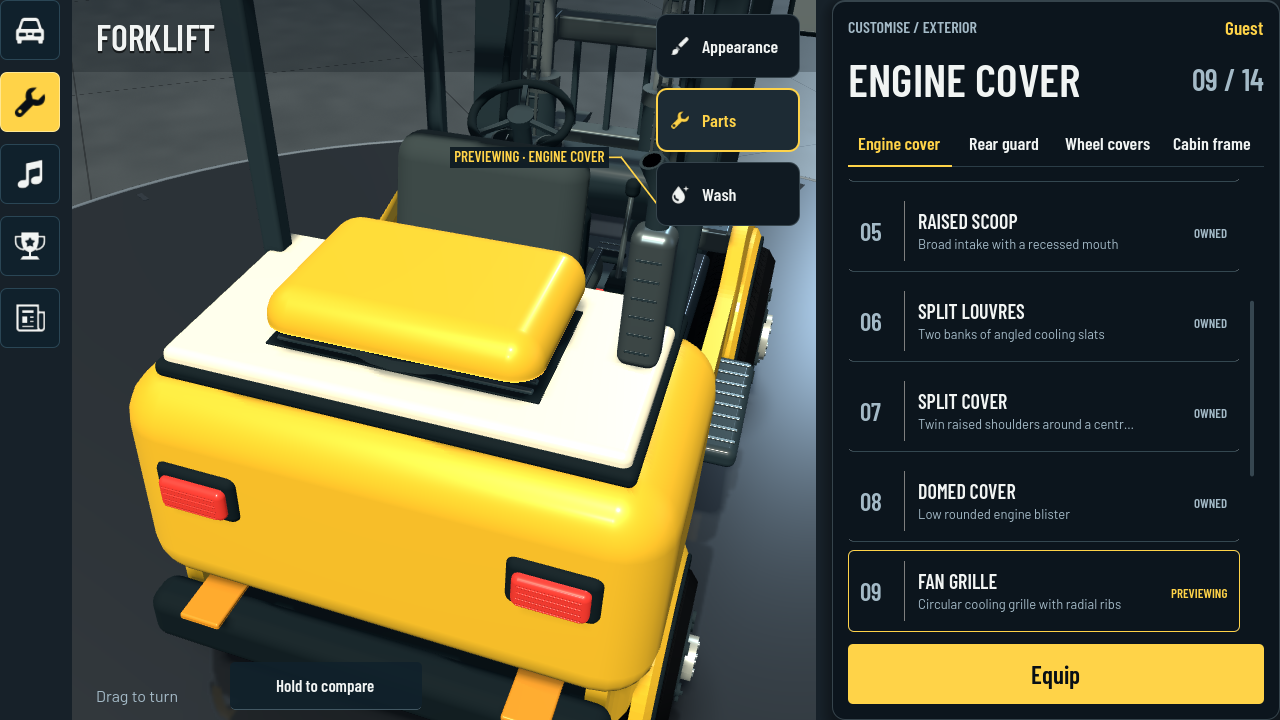 FORKLIFT
Appearance
Parts
Wash
PREVIEWING · ENGINE COVER
Drag to turn
Hold to compare
CUSTOMISE / EXTERIOR
Guest
ENGINE COVER
09 / 14
Engine cover
Rear guard
Wheel covers
Cabin frame
05
RAISED SCOOP
Broad intake with a recessed mouth
OWNED
06
SPLIT LOUVRES
Two banks of angled cooling slats
OWNED
07
SPLIT COVER
Twin raised shoulders around a centr...
OWNED
08
DOMED COVER
Low rounded engine blister
OWNED
09
FAN GRILLE
Circular cooling grille with radial ribs
PREVIEWING
Equip